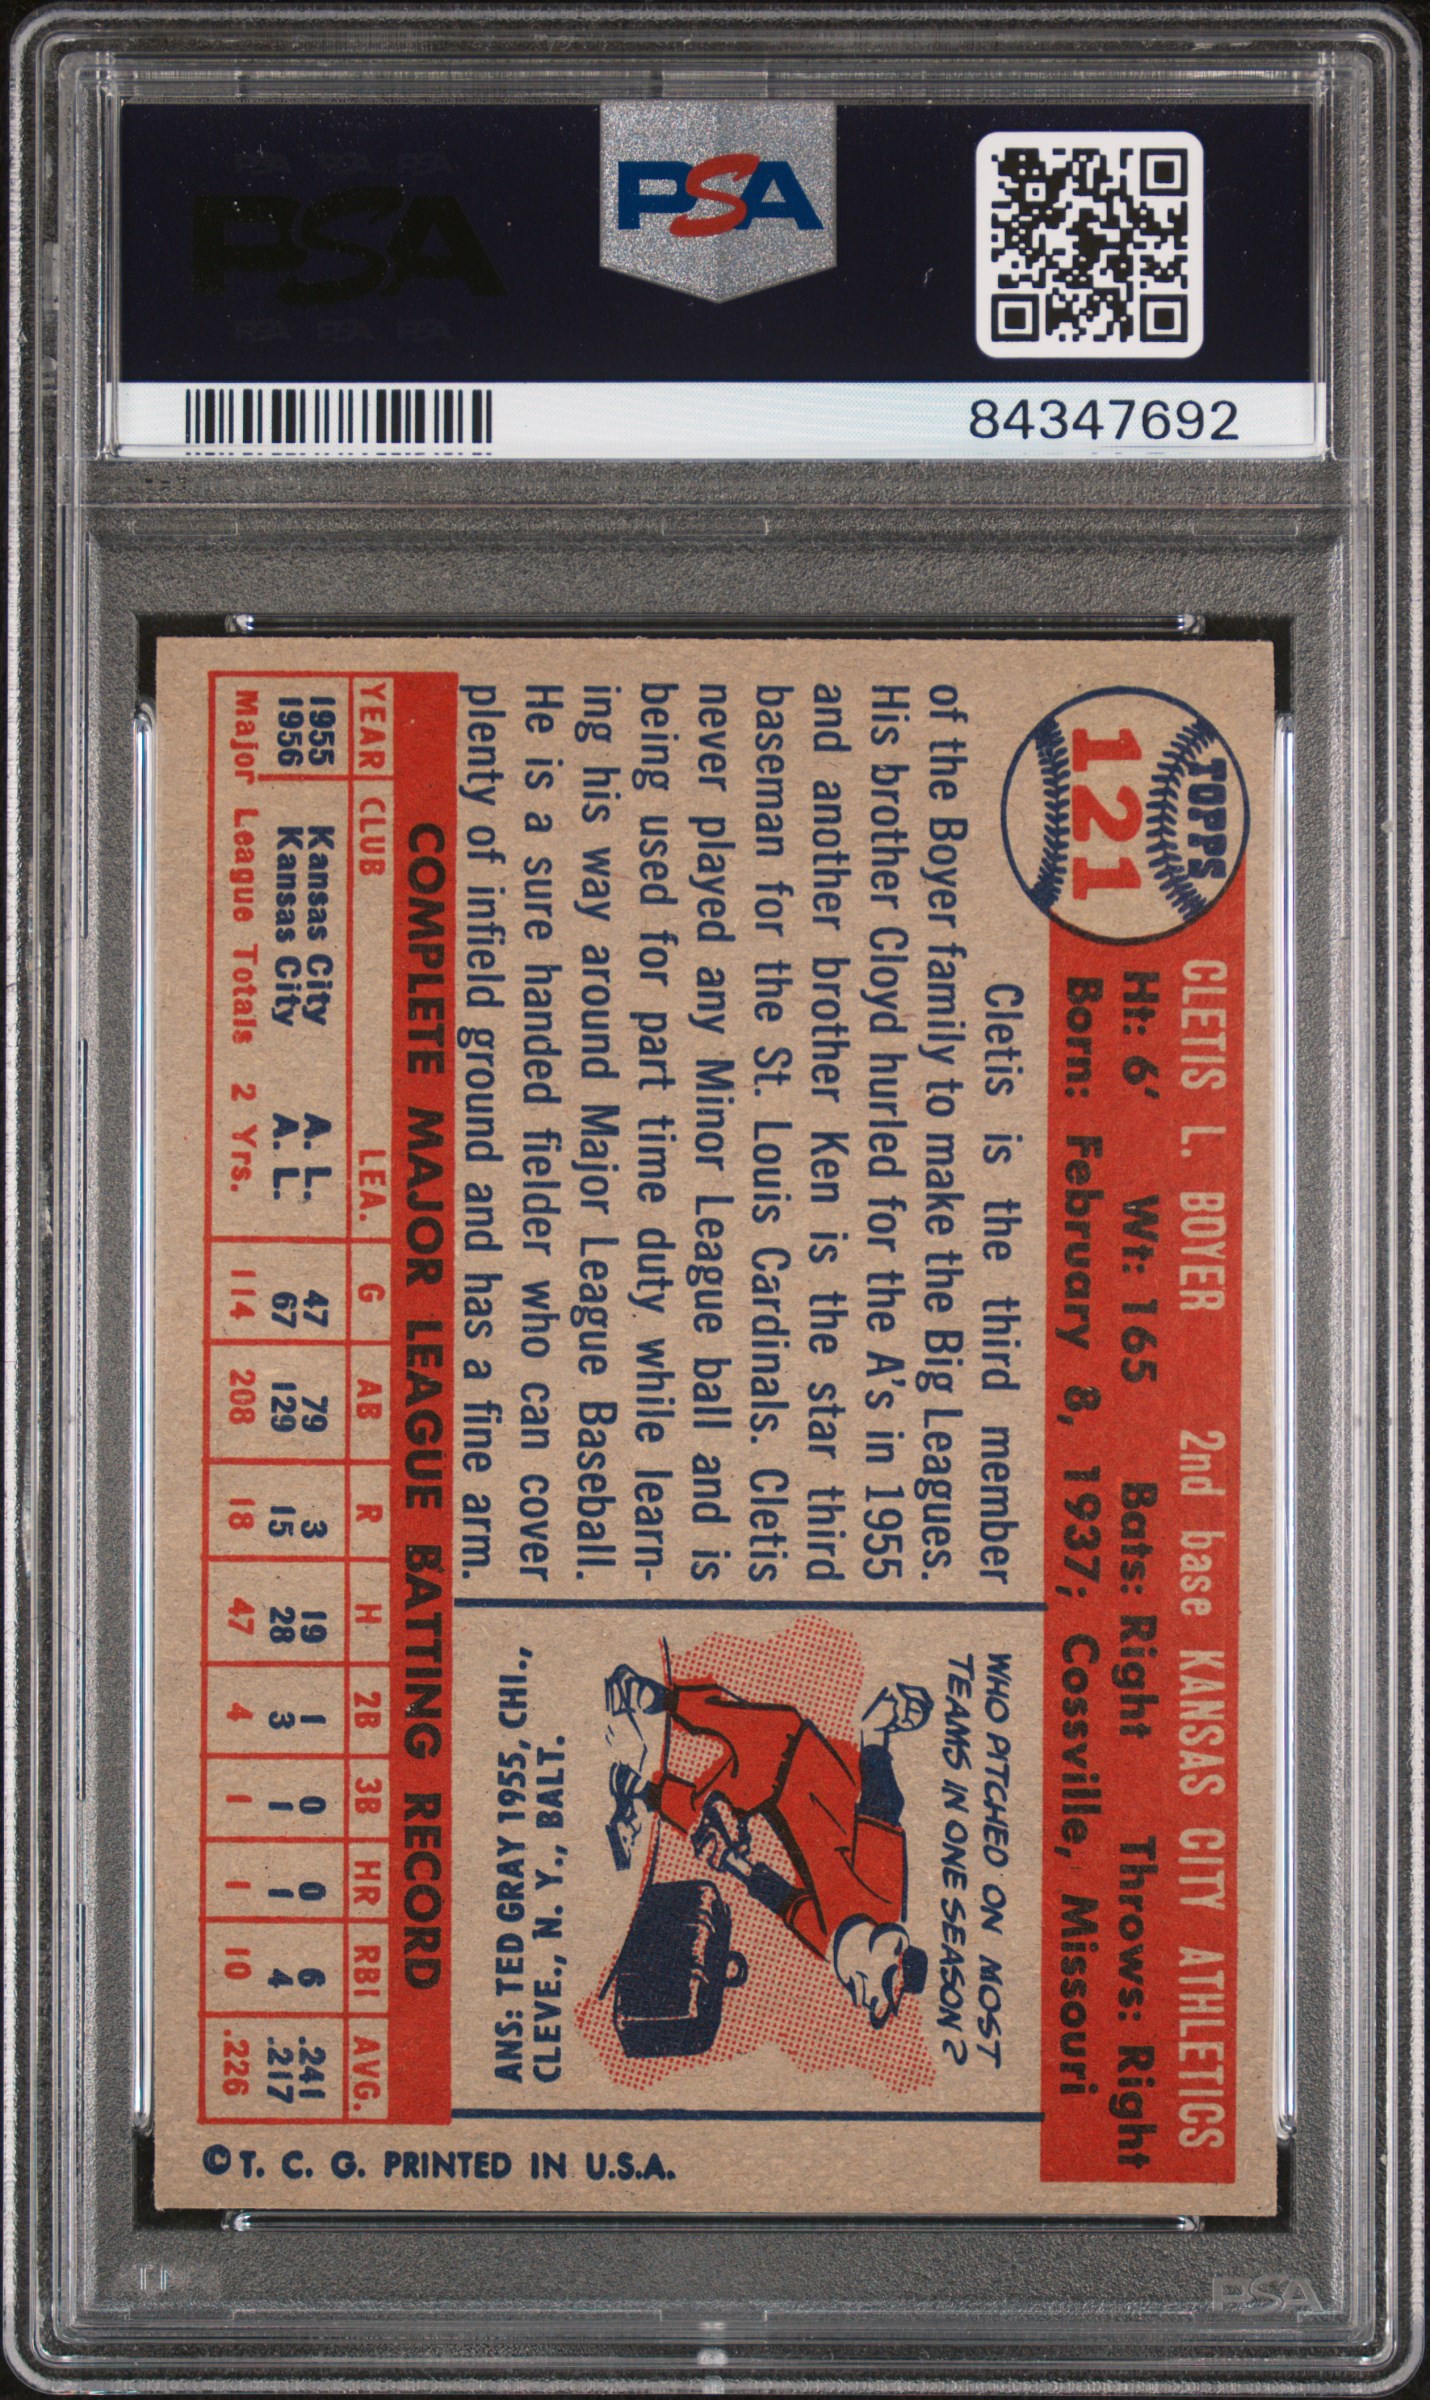 PSA PSA PSA
PSA
PSA PSA PSA
PSA
84347692
TOPPS
121
CLETIS L. BOYER 2nd base KANSAS CITY ATHLETICS
Ht: 6' Wt: 165 Bats: Right Throws: Right
Born: February 8, 1937; Cossville, Missouri
Cletis is the third member
of the Boyer family to make the Big Leagues.
His brother Cloyd hurled for the A's in 1955
and another brother Ken is the star third
baseman for the St. Louis Cardinals. Cletis
never played any Minor League ball and is
being used for part time duty while learn-
ing his way around Major League Baseball.
He is a sure handed fielder who can cover
plenty of infield ground and has a fine arm.
WHO PITCHED ON MOST
TEAMS IN ONE SEASON?
ANS: TED GRAY 1955, CHI.,
CLEVE., N. Y., BALT.
COMPLETE MAJOR LEAGUE BATTING RECORD
YEAR CLUB LEA. G AB R H 2B 3B HR RBI AVG.
1955 Kansas City A. L. 47 79 3 19 1 0 0 6 .241
1956 Kansas City A. L. 67 129 15 28 3 1 1 4 .217
Major League Totals 2 Yrs. 114 208 18 47 4 1 1 10 .226
© T. C. G. PRINTED IN U.S.A.
PSA